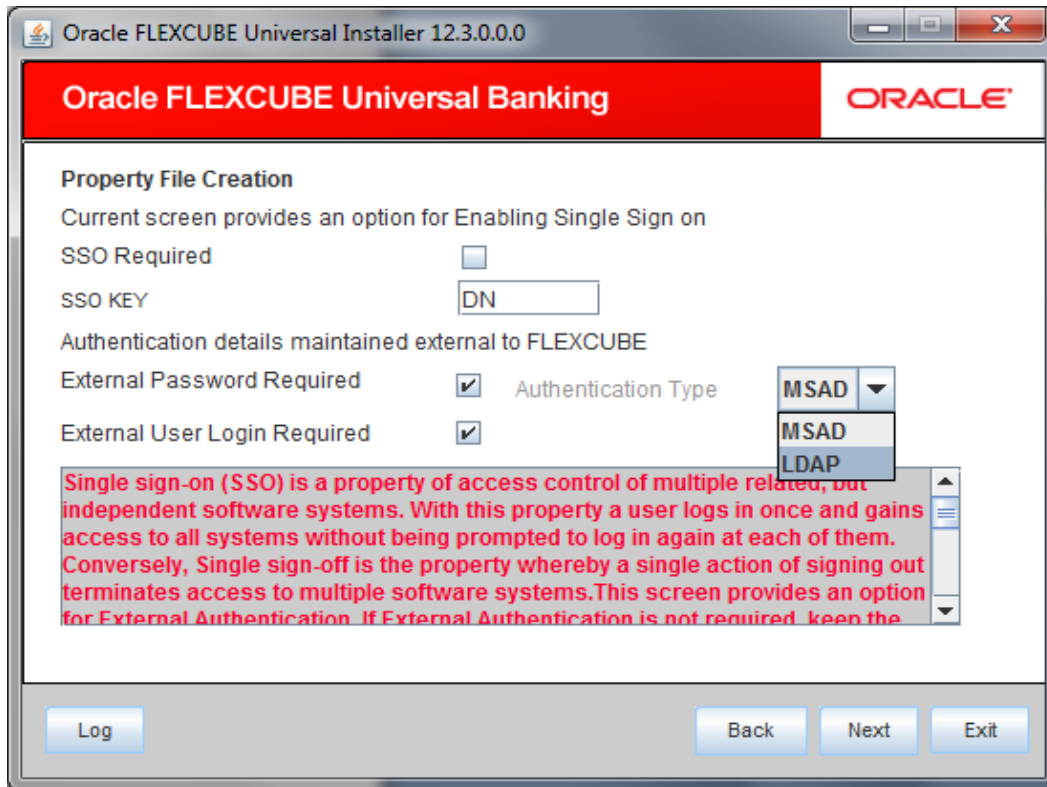 Oracle FLEXCUBE Universal Installer 12.3.0.0.0
Oracle FLEXCUBE Universal Banking
ORACLE
Property File Creation
Current screen provides an option for Enabling Single Sign on
SSO Required
SSO KEY DN
Authentication details maintained external to FLEXCUBE
External Password Required Authentication Type MSAD
External User Login Required MSAD
LDAP
Single sign-on (SSO) is a property of access control of multiple related, but
independent software systems. With this property a user logs in once and gains
access to all systems without being prompted to log in again at each of them.
Conversely, Single sign-off is the property whereby a single action of signing out
terminates access to multiple software systems.This screen provides an option
for External Authentication. If External Authentication is not required, keep the
Log Back Next Exit